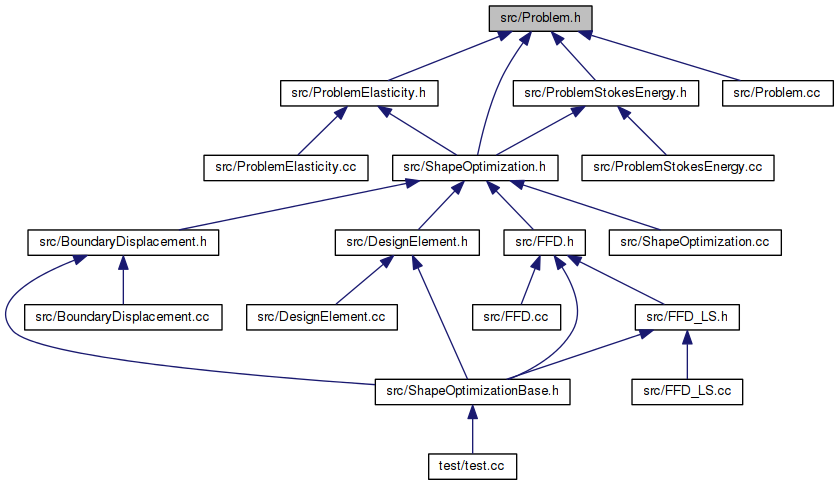 src/Problem.h
src/ProblemElasticity.h
src/ProblemStokesEnergy.h
src/Problem.cc
src/ProblemElasticity.cc
src/ShapeOptimization.h
src/ProblemStokesEnergy.cc
src/BoundaryDisplacement.h
src/DesignElement.h
src/FFD.h
src/ShapeOptimization.cc
src/BoundaryDisplacement.cc
src/DesignElement.cc
src/FFD.cc
src/FFD_LS.h
src/ShapeOptimizationBase.h
src/FFD_LS.cc
test/test.cc